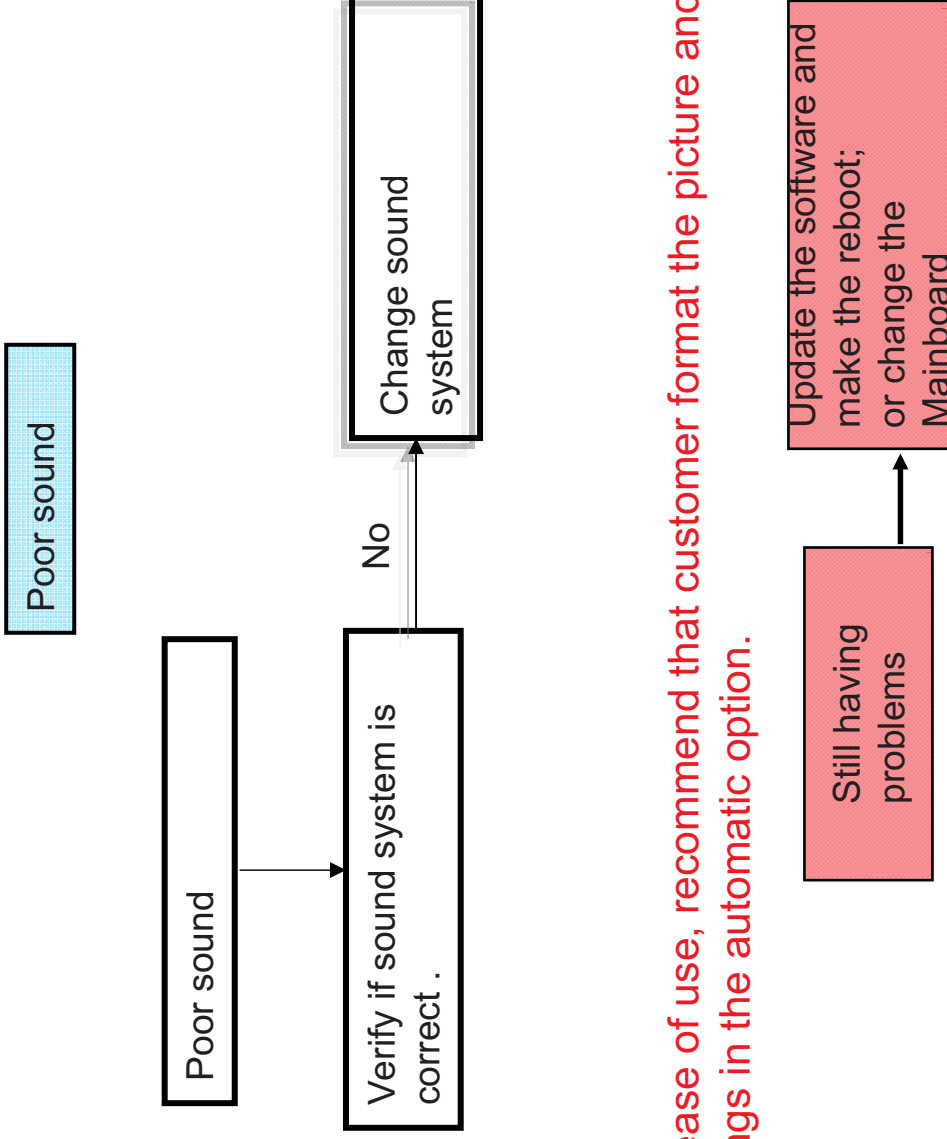 Poor sound
Poor sound
Verify if sound system is
correct .
No
Change sound
system
ease of use, recommend that customer format the picture and
ngs in the automatic option.
Still having
problems
Update the software and
make the reboot;
or change the
Mainboard